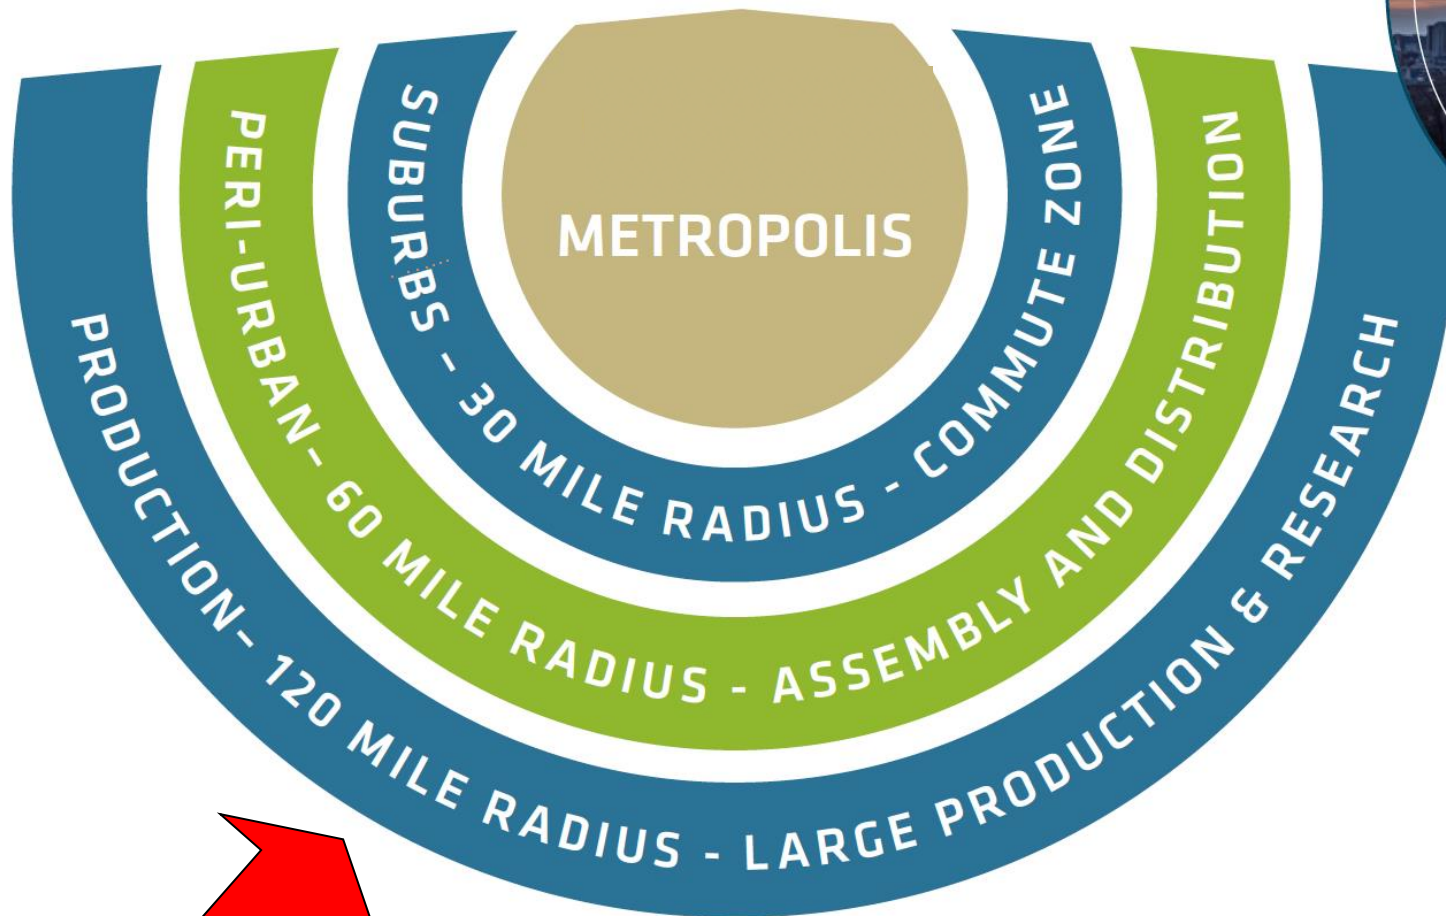 METROPOLIS
SUBURBS – 30 MILE RADIUS - COMMUTE ZONE
PERI-URBAN– 60 MILE RADIUS - ASSEMBLY AND DISTRIBUTION
PRODUCTION– 120 MILE RADIUS - LARGE PRODUCTION & RESEARCH